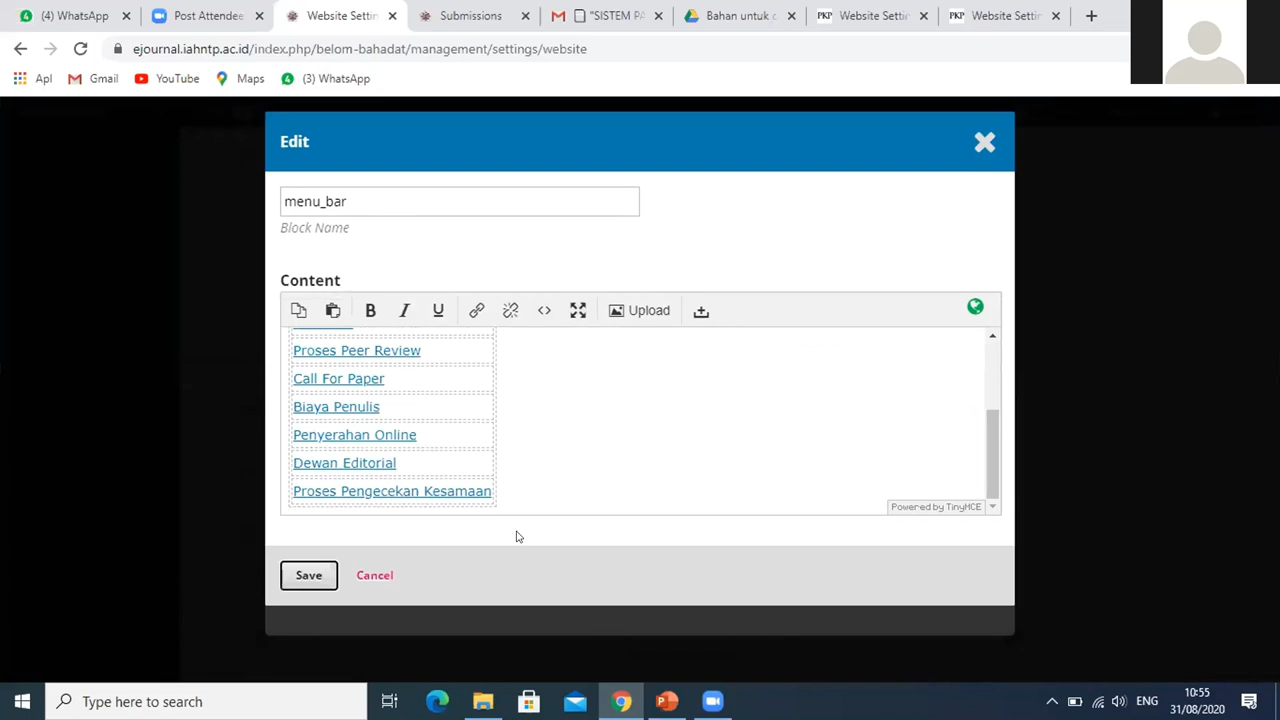 (4) WhatsApp
Post Attendee
Website Settin
Submissions
"SISTEM PA
Bahan untuk c
PKP
Website Settin
PKP
Website Settin
ejournal.iahntp.ac.id/index.php/belom-bahadat/management/settings/website
Apl
Gmail
YouTube
Maps
(3) WhatsApp
Edit
menu_bar
Block Name
Content
B I U
Upload
Proses Peer Review
Call For Paper
Biaya Penulis
Penyerahan Online
Dewan Editorial
Proses Pengecekan Kesamaan
Powered by TinyMCE
Save
Cancel
Type here to search
ENG
10:55
31/08/2020